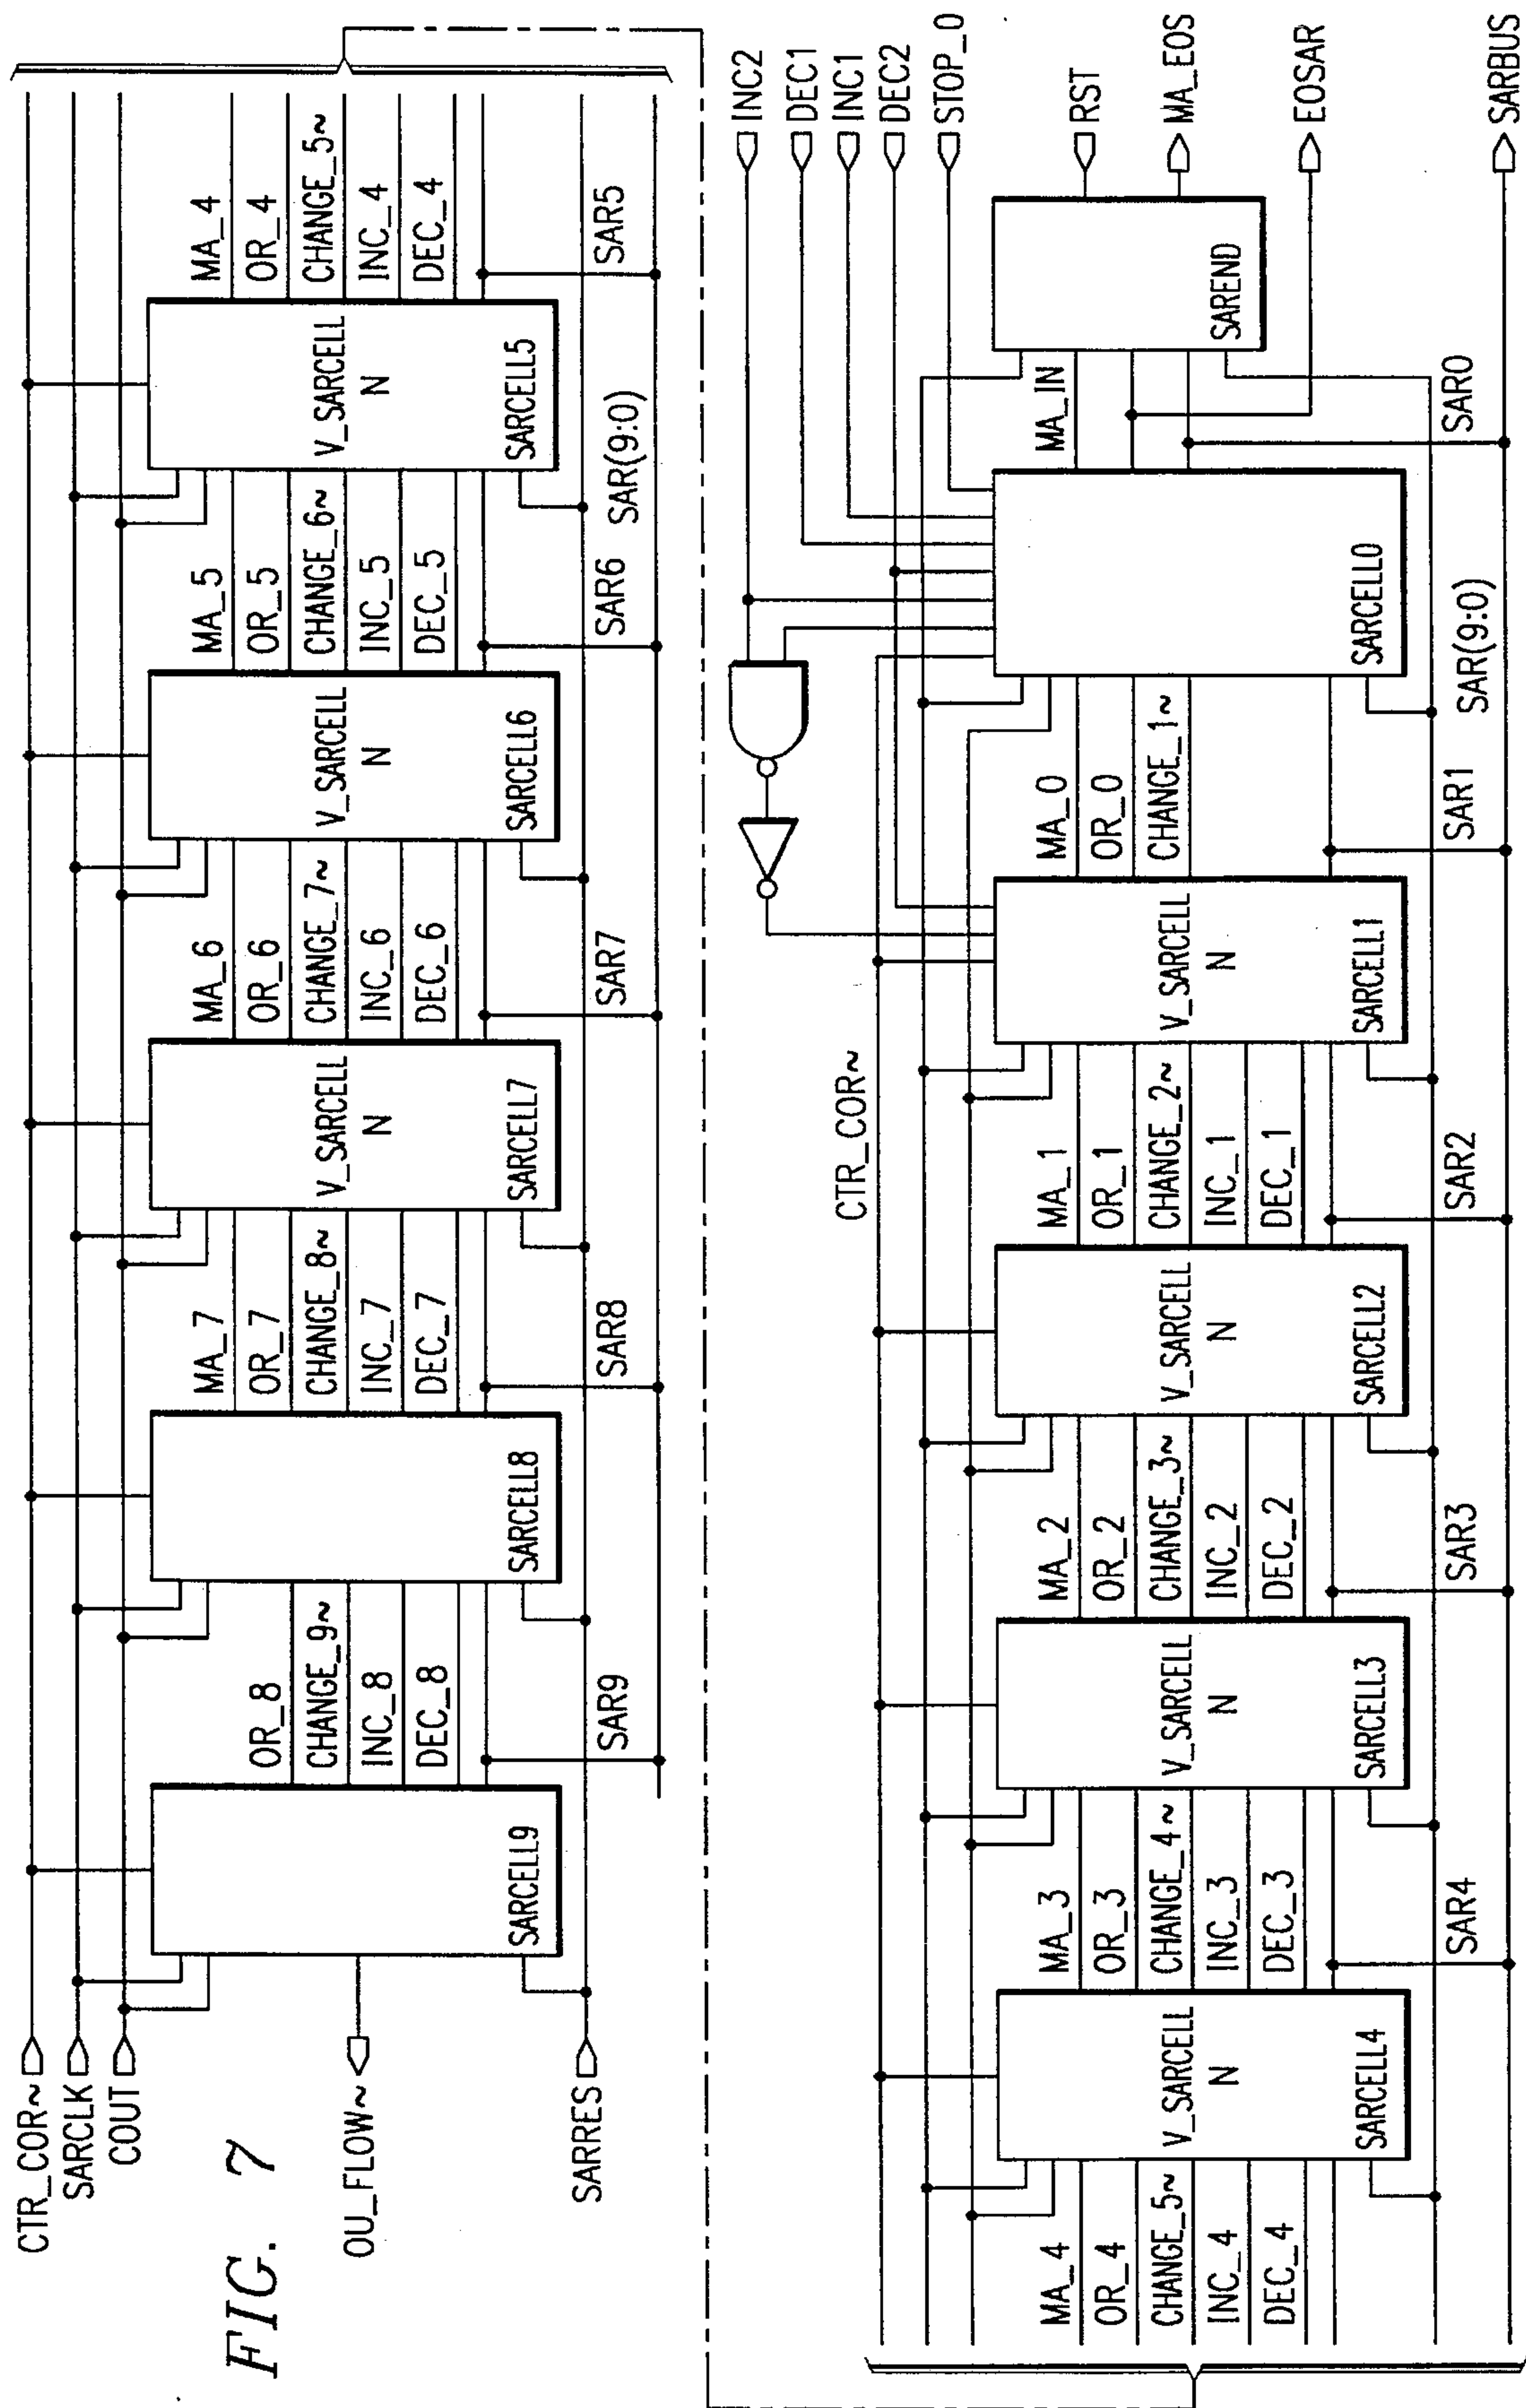 FIG. 7
CTR_COR~
SARCLK
COUT
OU_FLOW~
SARRES
SARCELL9
OR_8
CHANGE_9~
INC_8
DEC_8
SAR9
SARCELL8
MA_7
OR_7
CHANGE_8~
INC_7
DEC_7
SAR8
V_SARCELL
N
SARCELL7
MA_6
OR_6
CHANGE_7~
INC_6
DEC_6
SAR7
V_SARCELL
N
SARCELL6
MA_5
OR_5
CHANGE_6~
INC_5
DEC_5
SAR6
SAR(9:0)
V_SARCELL
N
SARCELL5
MA_4
OR_4
CHANGE_5~
INC_4
DEC_4
SAR5
MA_4
OR_4
CHANGE_5~
INC_4
DEC_4
V_SARCELL
N
SARCELL4
MA_3
OR_3
CHANGE_4~
INC_3
DEC_3
SAR4
V_SARCELL
N
SARCELL3
MA_2
OR_2
CHANGE_3~
INC_2
DEC_2
SAR3
V_SARCELL
N
SARCELL2
CTR_COR~
MA_1
OR_1
CHANGE_2~
INC_1
DEC_1
SAR2
V_SARCELL
N
SARCELL1
MA_0
OR_0
CHANGE_1~
SAR1
SAR(9:0)
SARCELL0
MA_IN
SAR0
SAREND
INC2
DEC1
INC1
DEC2
STOP_0
RST
MA_EOS
EOSAR
SARBUS